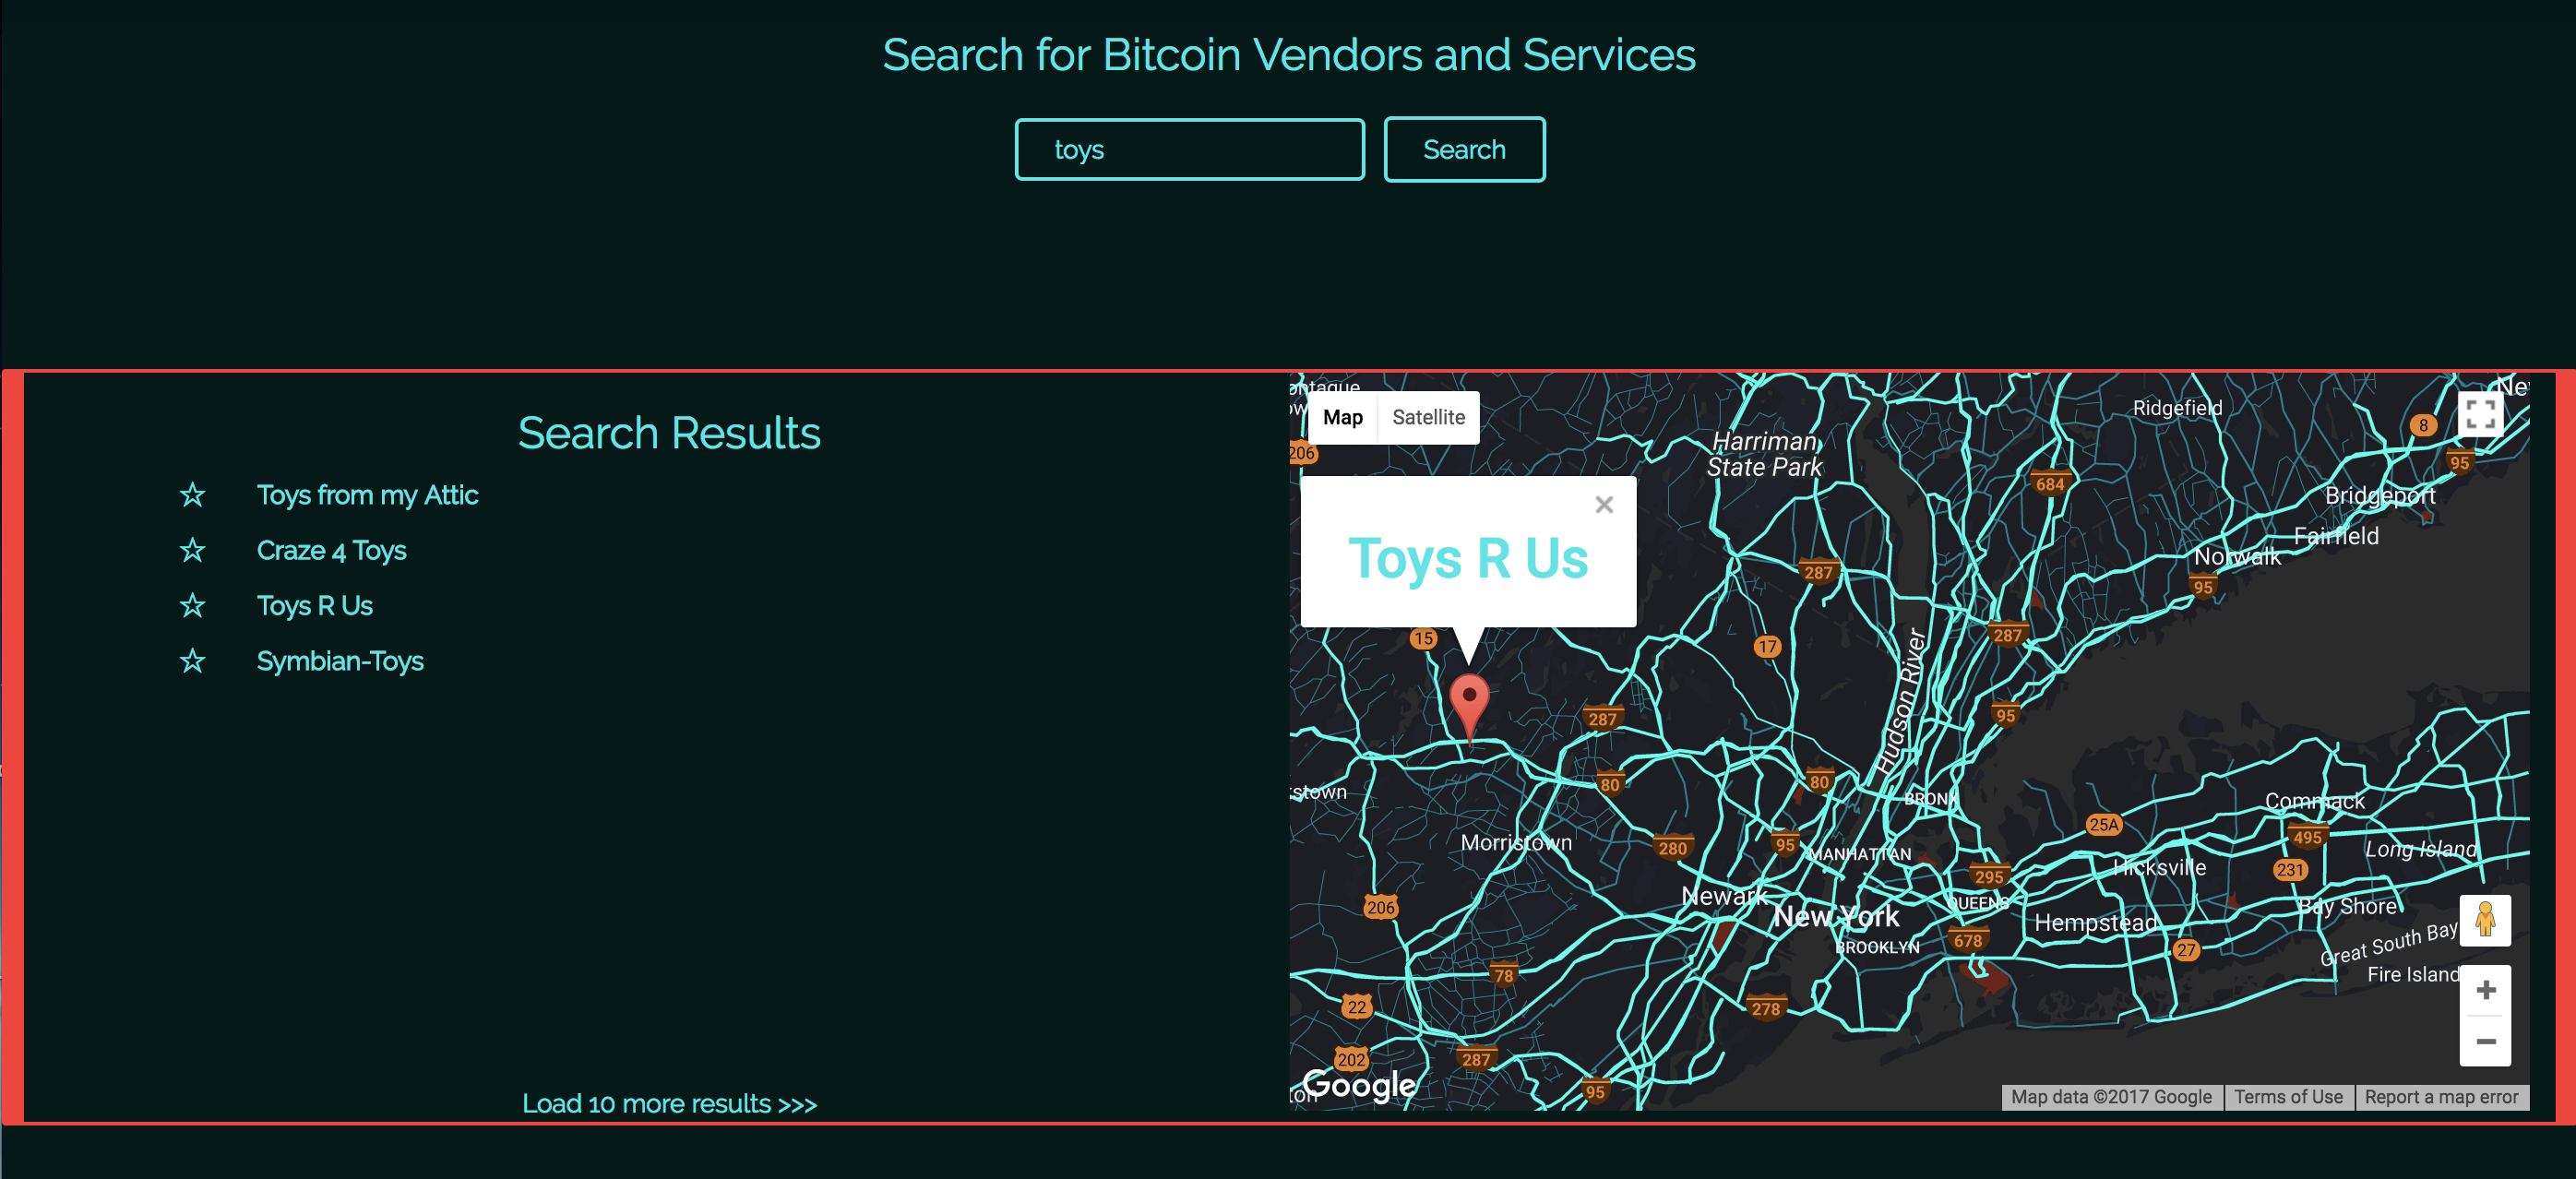 Search for Bitcoin Vendors and Services
toys
Search
Search Results
☆ Toys from my Attic
☆ Craze 4 Toys
☆ Toys R Us
☆ Symbian-Toys
Load 10 more results >>>
Map
Satellite
Toys R Us
×
Harriman
State Park
Ridgefield
8
95
206
684
Bridgeport
Fairfield
Norwalk
95
287
15
17
287
Hudson River
95
287
80
80
BRONX
Morristown
280
95
MANHATTAN
25A
Commack
495
Long Island
Hicksville
231
295
206
Newark
New York
QUEENS
Hempstead
Bay Shore
BROOKLYN
678
27
Great South Bay
Fire Island
78
22
278
202
287
95
Google
+
−
Map data ©2017 Google
Terms of Use
Report a map error